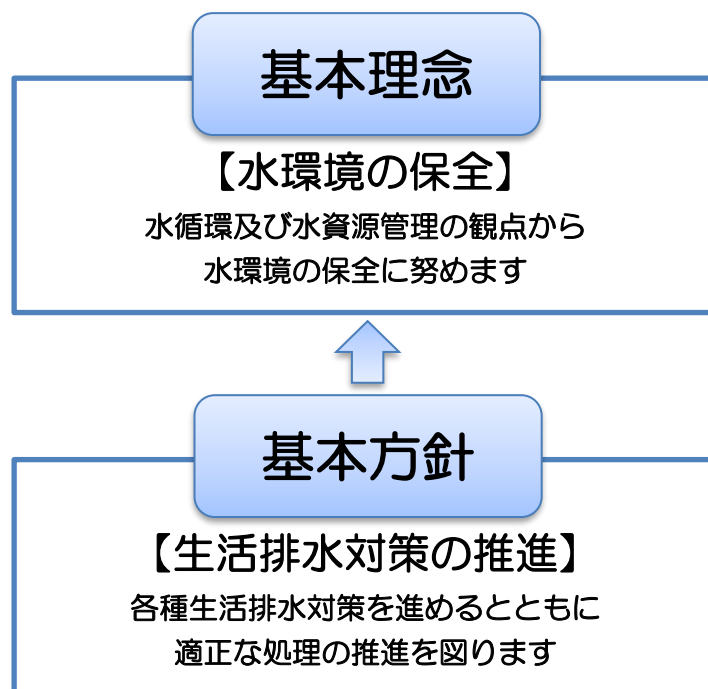 基本理念
【水環境の保全】
水循環及び水資源管理の観点から
水環境の保全に努めます
基本方針
【生活排水対策の推進】
各種生活排水対策を進めるとともに
適正な処理の推進を図ります